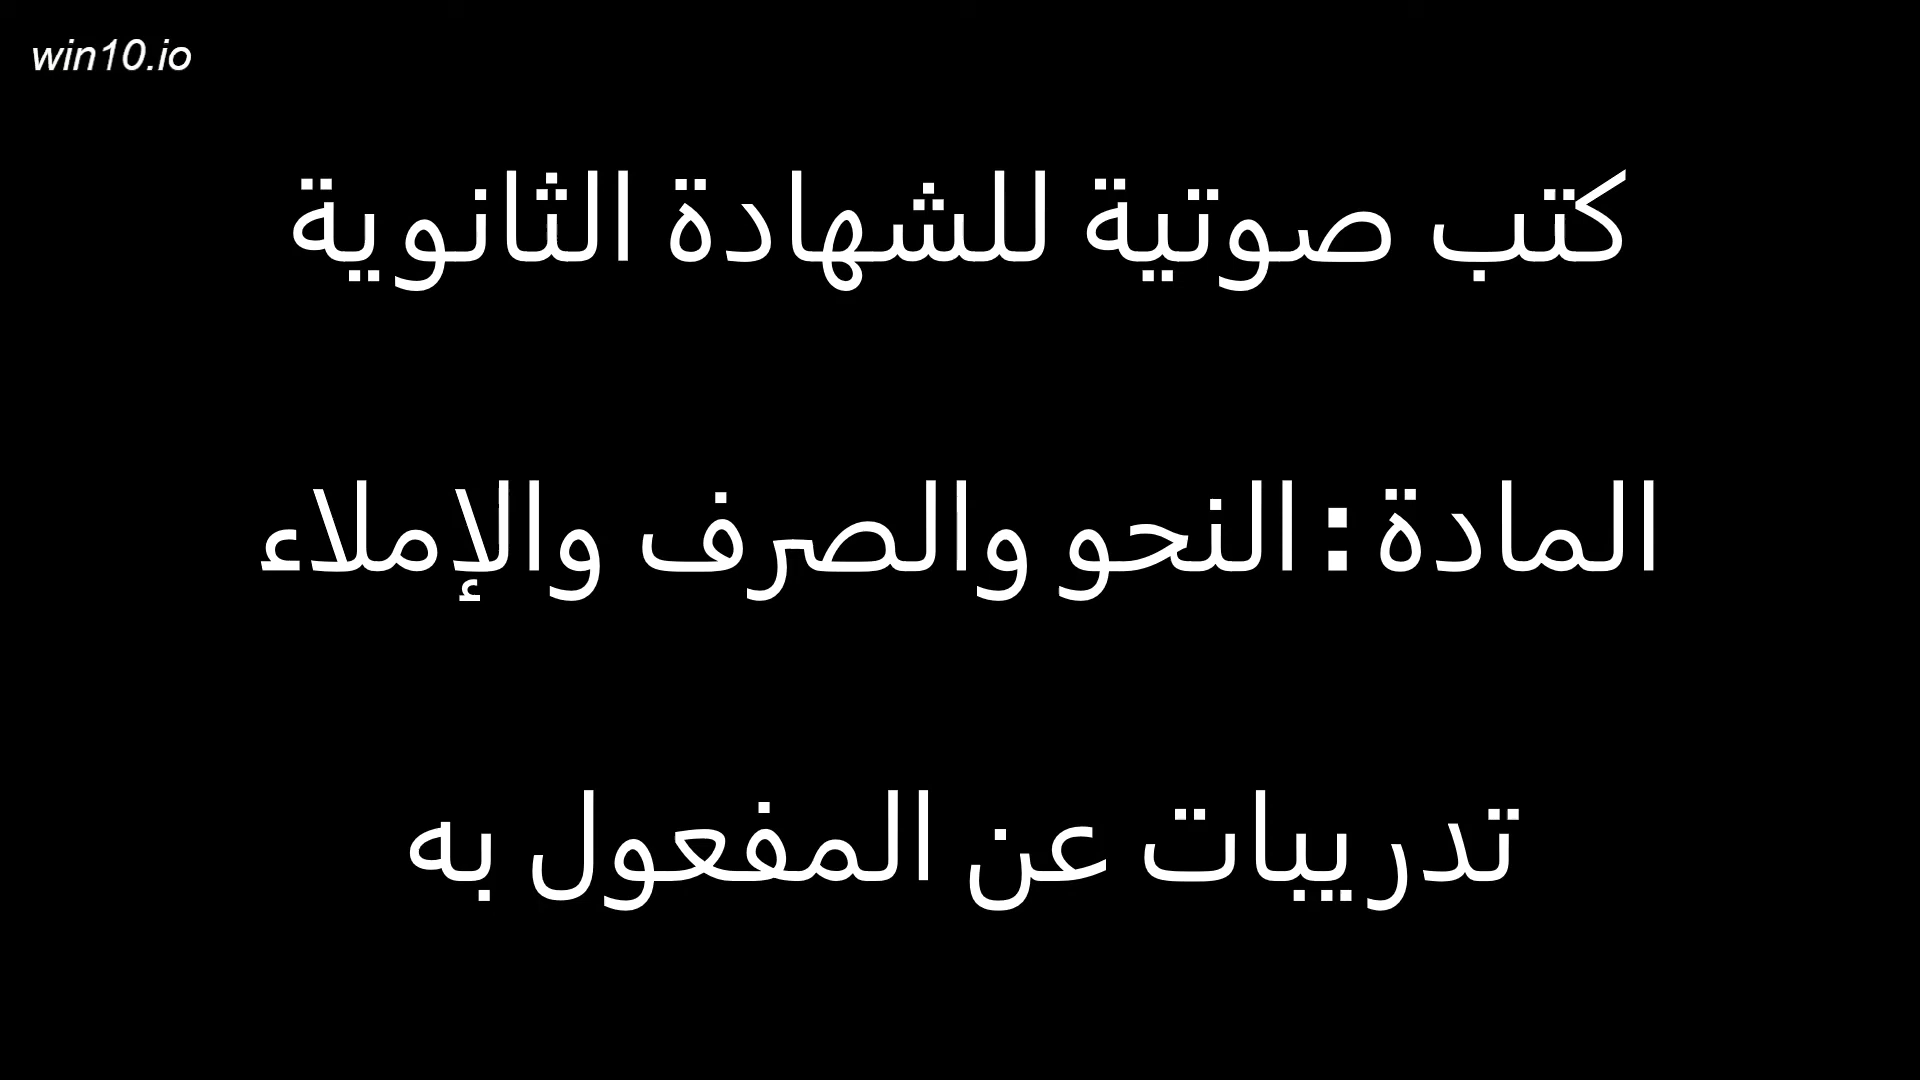 win10.io
كتب صوتية للشهادة الثانوية
المادة : النحو والصرف والإملاء
تدريبات عن المفعول به